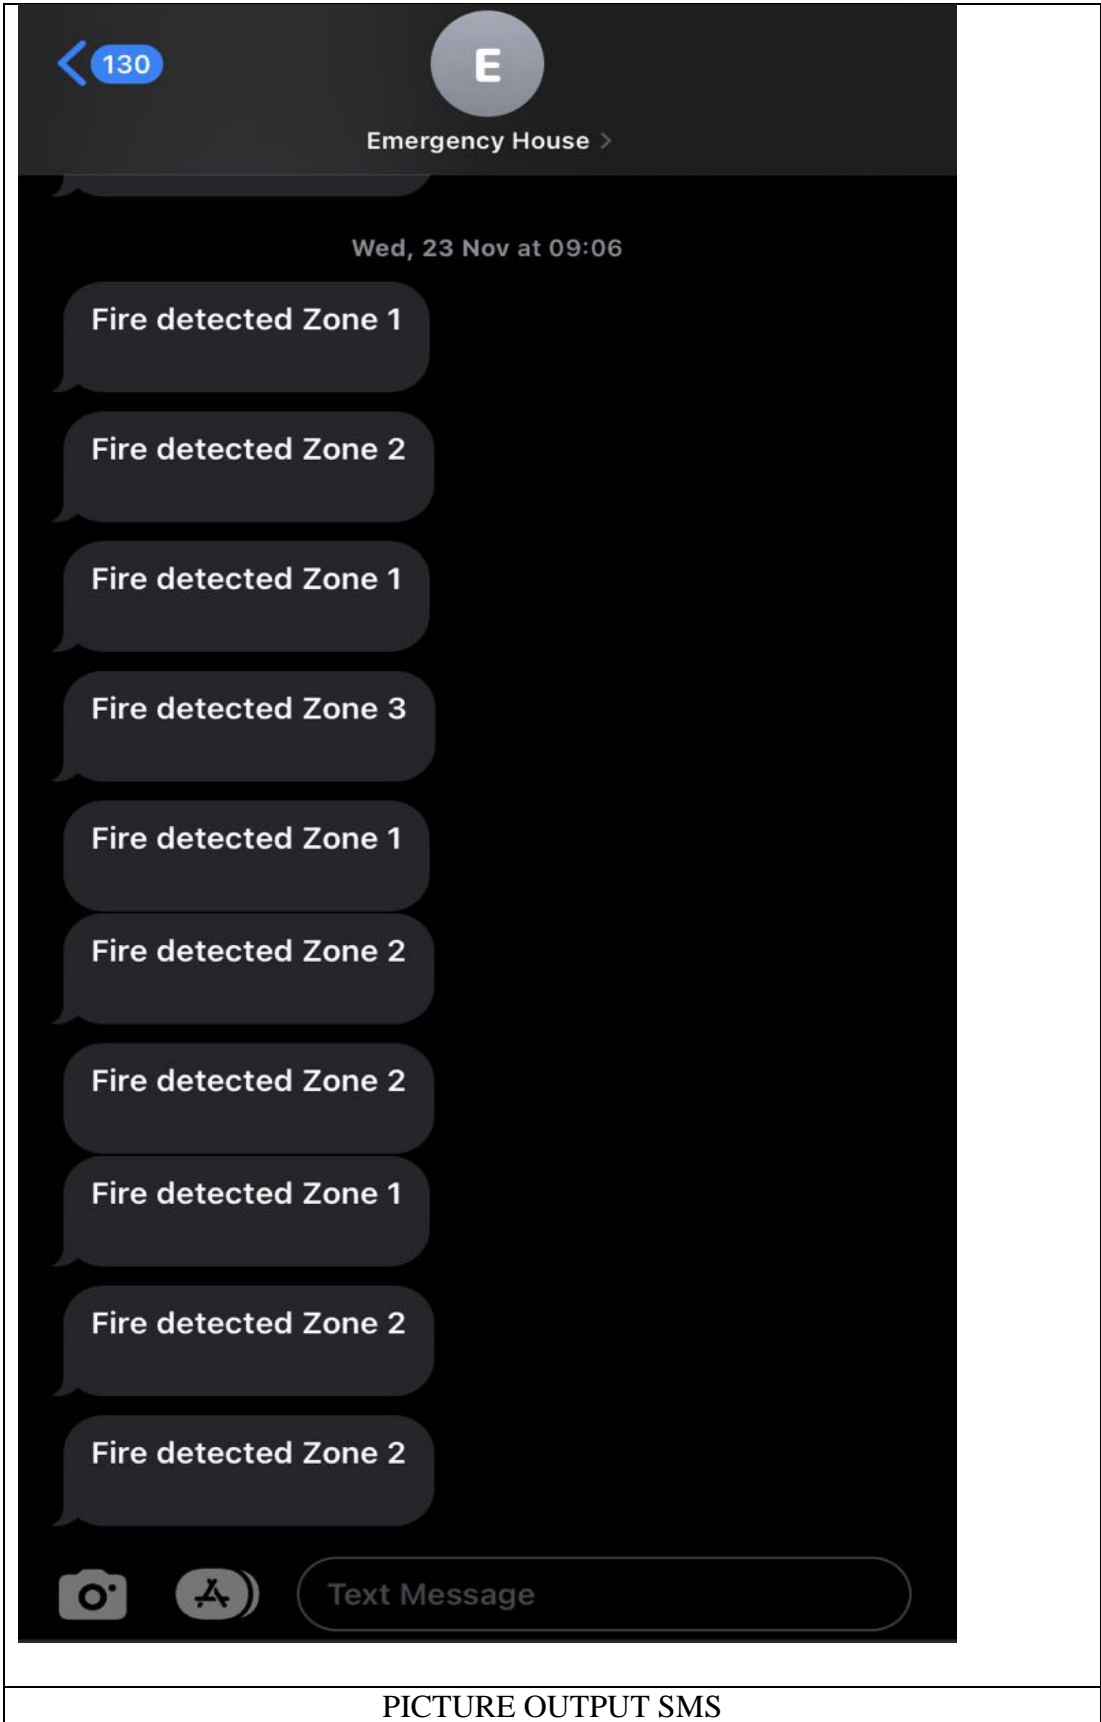 130
E
Emergency House >
Wed, 23 Nov at 09:06
Fire detected Zone 1
Fire detected Zone 2
Fire detected Zone 1
Fire detected Zone 3
Fire detected Zone 1
Fire detected Zone 2
Fire detected Zone 2
Fire detected Zone 1
Fire detected Zone 2
Fire detected Zone 2
Text Message
PICTURE OUTPUT SMS